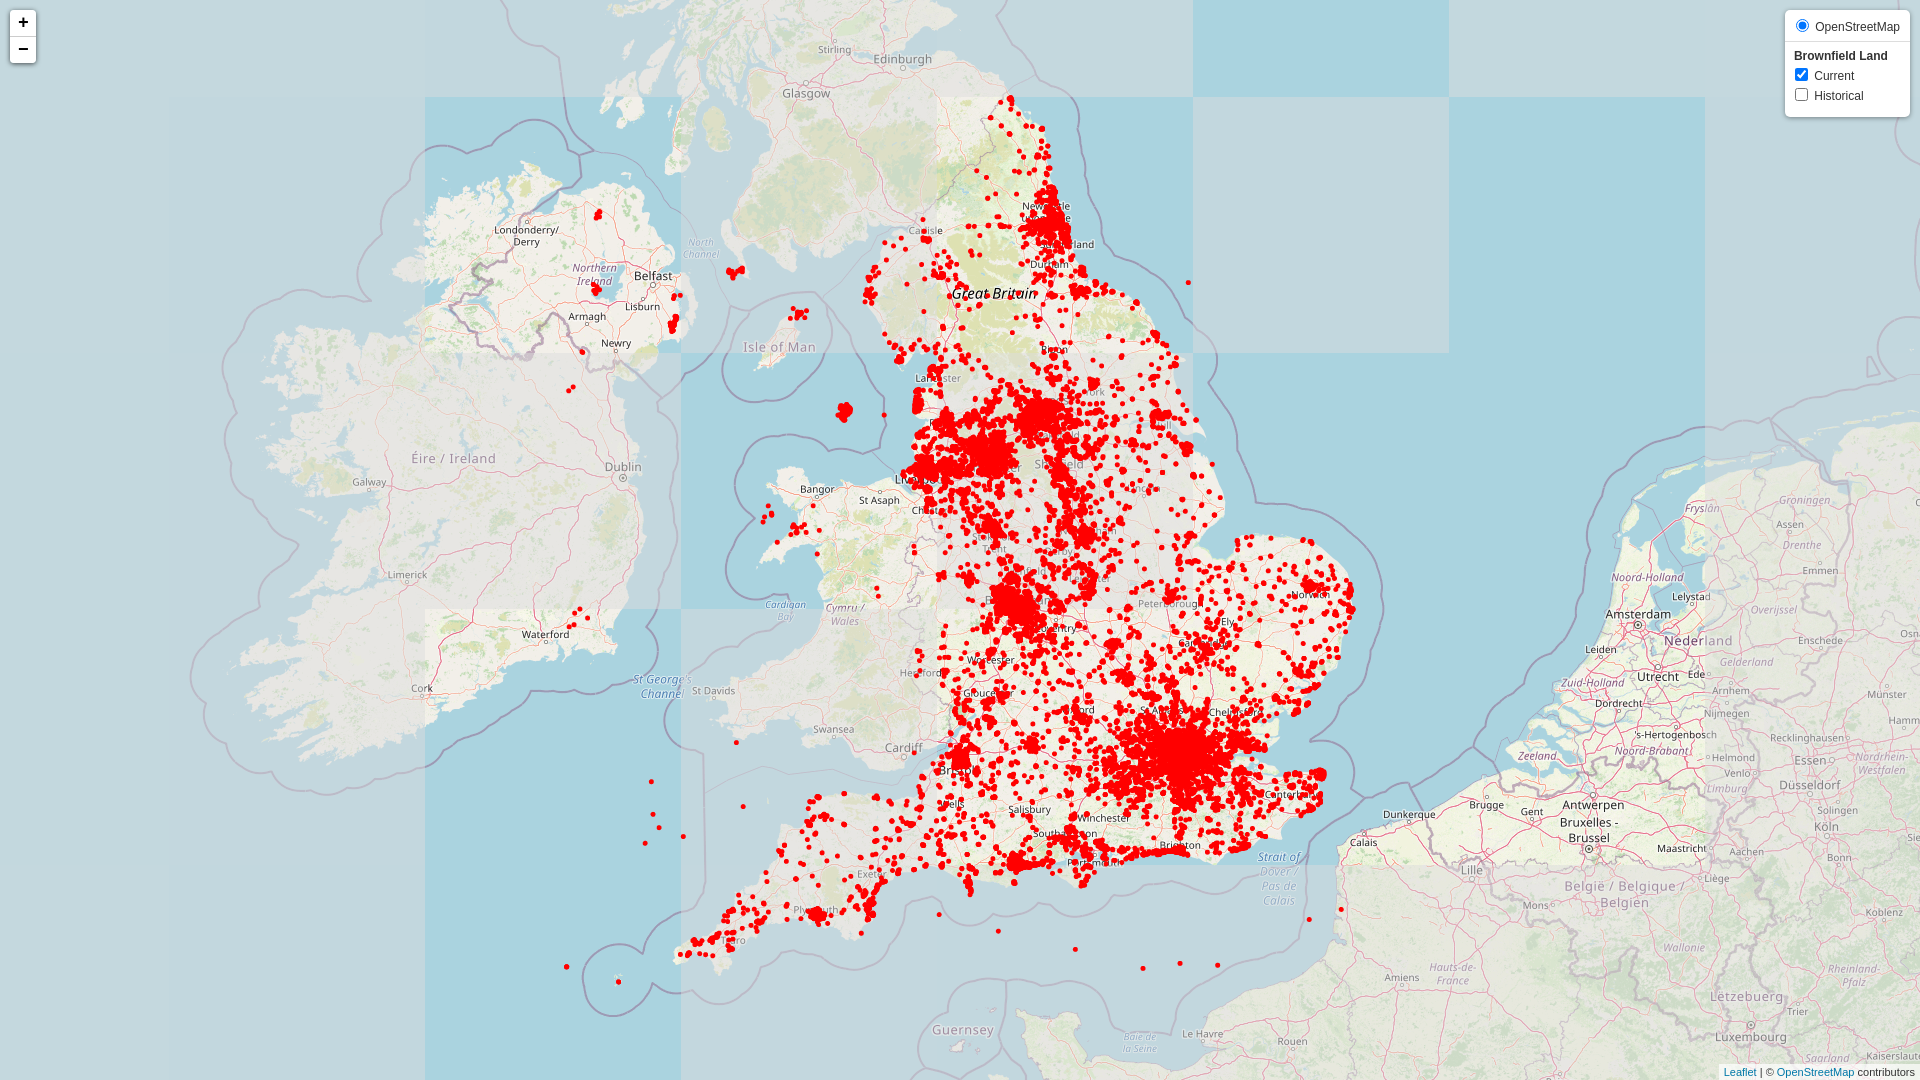 +
−
OpenStreetMap
Brownfield Land
Current
Historical
Stirling
Edinburgh
Glasgow
Londonderry/
Derry
North
Channel
Carlisle
Northern
Ireland
Belfast
Lisburn
Armagh
Newry
Durham
Great Britain
Isle of Man
Ripon
Éire / Ireland
Dublin
Galway
Bangor
St Asaph
Limerick
Cardigan
Bay
Cymru /
Wales
Waterford
Cork
St George's
Channel
St Davids
Swansea
Cardiff
Worcester
Hereford
Gloucester
Norwich
Peterborough
Ely
Chelmsford
Bristol
Wells
Salisbury
Winchester
Southampton
Portsmouth
Brighton
Canterbury
Exeter
Plymouth
Truro
Strait of
Dover /
Pas de
Calais
Guernsey
Baie de
la Seine
Le Havre
Rouen
Amiens
Hauts-de-
France
Calais
Dunkerque
Lille
Brugge
Gent
Antwerpen
Bruxelles -
Brussel
Maastricht
België / Belgique /
Belgien
Mons
Liège
Aachen
Bonn
Köln
Koblenz
Wallonie
Rheinland-
Pfalz
Lëtzebuerg
Trier
Luxembourg
Saarland
Kaiserslautern
Groningen
Fryslân
Assen
Drenthe
Emmen
Noord-Holland
Lelystad
Amsterdam
Overijssel
Nederland
Enschede
Leiden
Gelderland
Utrecht
Ede
Zuid-Holland
Arnhem
Münster
Dordrecht
Nijmegen
's-Hertogenbosch
Noord-Brabant
Zeeland
Recklinghausen
Helmond
Venlo
Essen
Nordrhein-
Westfalen
Limburg
Düsseldorf
Solingen
Leaflet | © OpenStreetMap contributors